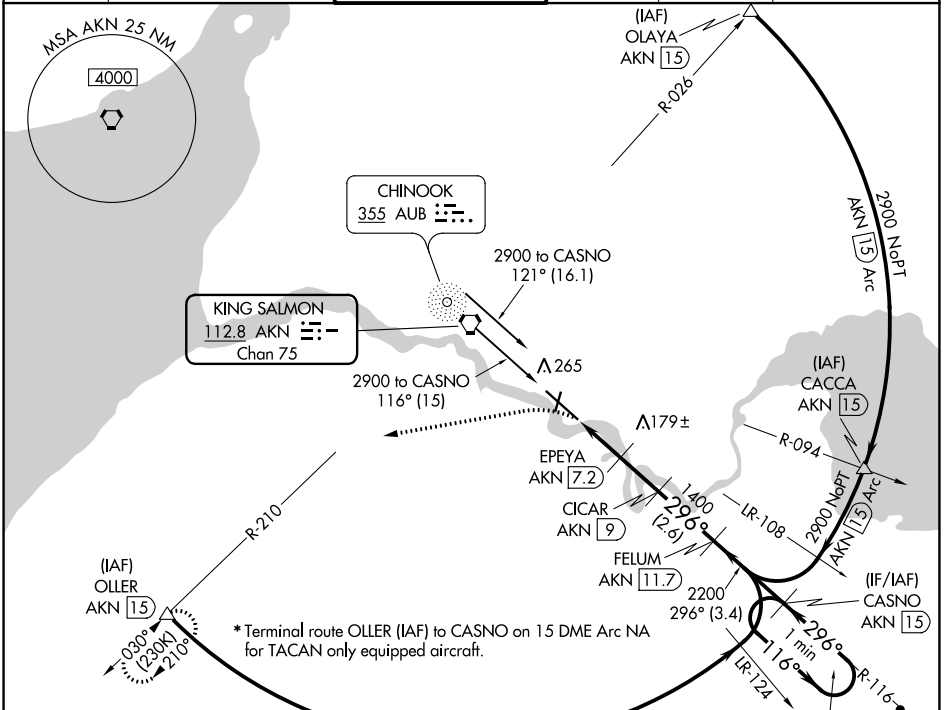 MSA AKN 25 NM
4000
(IAF)
OLAYA
AKN 15
R-026
2900 NoPT
AKN 15 Arc
CHINOOK
355 AUB
2900 to CASNO
121° (16.1)
KING SALMON
112.8 AKN
Chan 75
2900 to CASNO
116° (15)
265
179±
(IAF)
CACCA
AKN 15
R-094
EPEYA
AKN 7.2
CICAR
AKN 9
1400
296°
(2.6)
LR-108
2900 NoPT
AKN 15 Arc
FELUM
AKN 11.7
2200
296° (3.4)
(IF/IAF)
CASNO
AKN 15
R-210
(IAF)
OLLER
AKN 15
030°
(230K)
210°
* Terminal route OLLER (IAF) to CASNO on 15 DME Arc NA
for TACAN only equipped aircraft.
296°
1 min
116°
R-116
LR-124